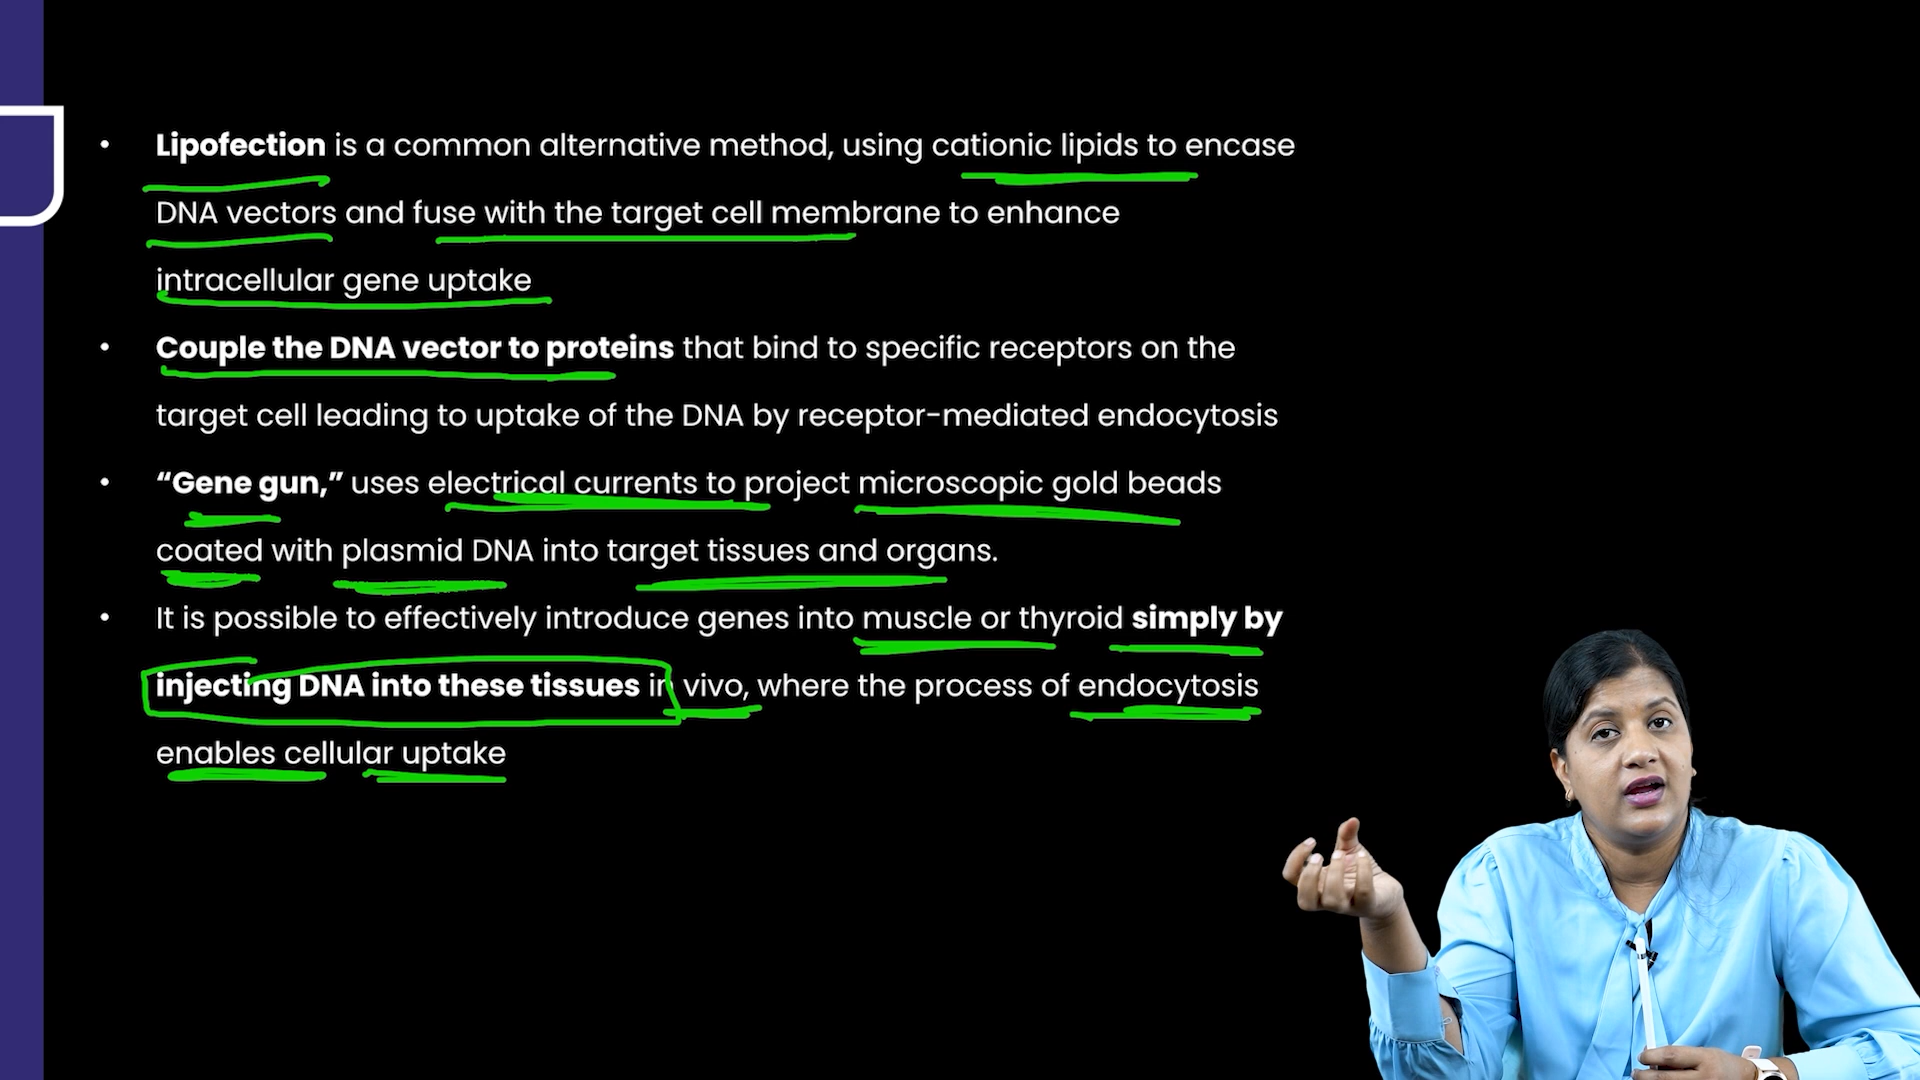 • Lipofection is a common alternative method, using cationic lipids to encase
DNA vectors and fuse with the target cell membrane to enhance
intracellular gene uptake
• Couple the DNA vector to proteins that bind to specific receptors on the
target cell leading to uptake of the DNA by receptor-mediated endocytosis
• “Gene gun,” uses electrical currents to project microscopic gold beads
coated with plasmid DNA into target tissues and organs.
• It is possible to effectively introduce genes into muscle or thyroid simply by
injecting DNA into these tissues in vivo, where the process of endocytosis
enables cellular uptake